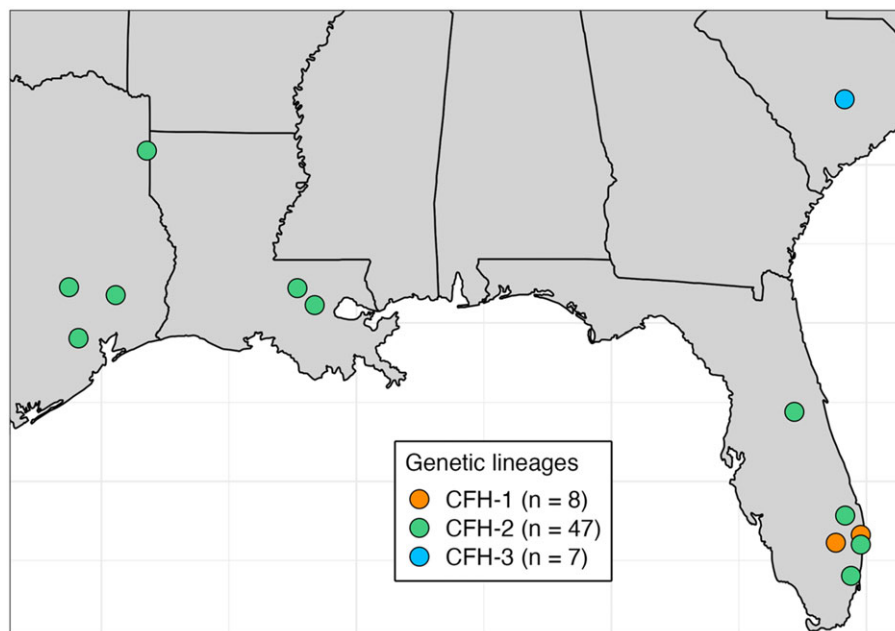 Genetic lineages
CFH-1 (n = 8)
CFH-2 (n = 47)
CFH-3 (n = 7)